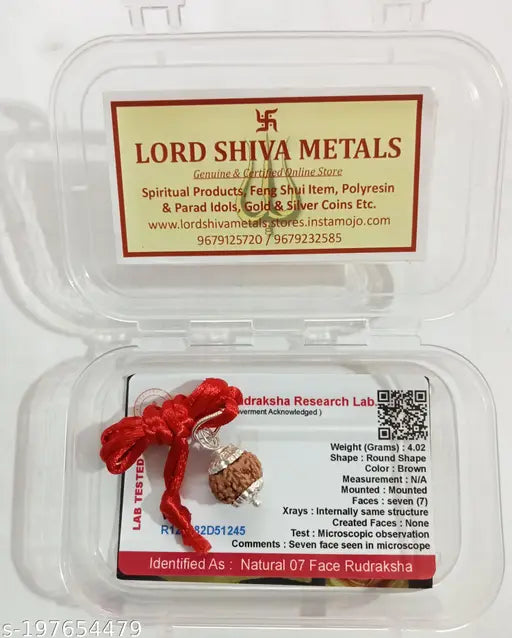 LORD SHIVA METALS
Genuine & Certified Online Store
Spiritual Products, Feng Shui Item, Polyresin
& Parad Idols, Gold & Silver Coins Etc.
www.lordshivametals.stores.instamojo.com
9679125720 / 9679232585
Research Lab.
Acknowledged )
LAB TESTED
Weight (Grams) : 4.02
Shape : Round Shape
Color : Brown
Measurement : N/A
Mounted : Mounted
Faces : seven (7)
Xrays : Internally same structure
Created Faces : None
Test : Microscopic observation
Comments : Seven face seen in microscope
Identified As : Natural 07 Face Rudraksha
s-197654479